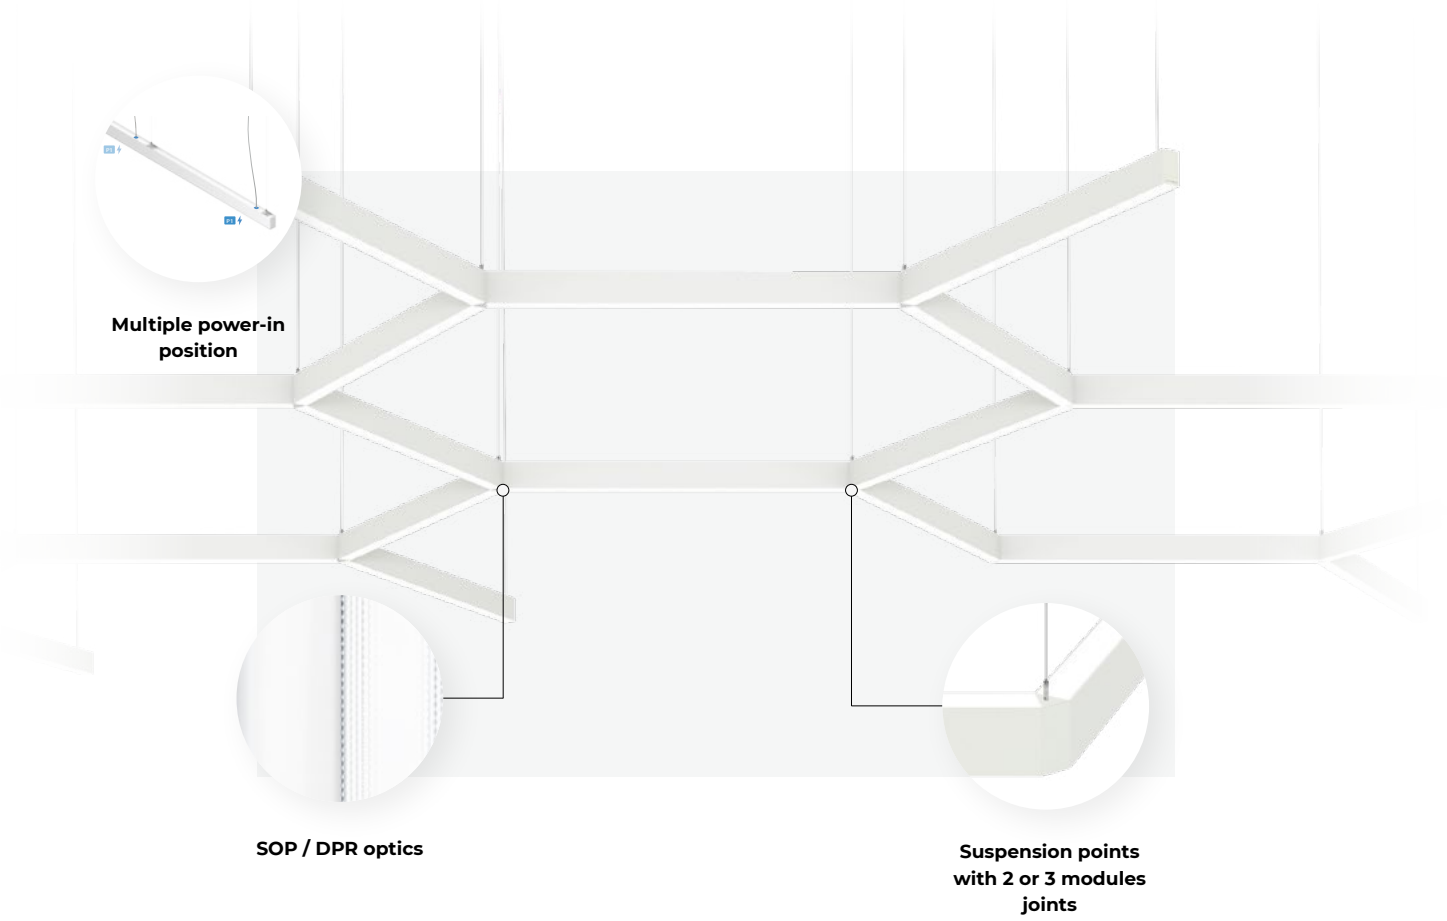 Multiple power-in
position
SOP / DPR optics
Suspension points
with 2 or 3 modules
joints